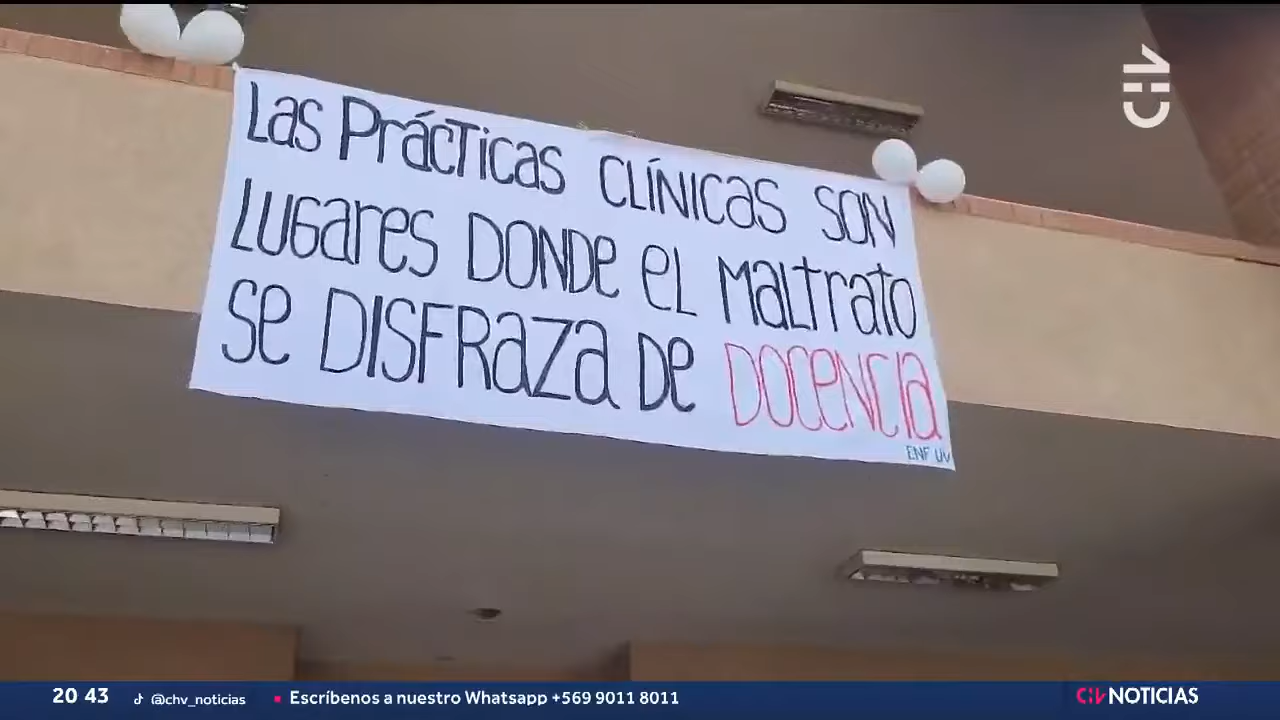 CHV
Las Prácticas CLÍNICAS SON
LUGares DONDe eL Maltrato
Se DISFRaZa De DOCENCIA
ENF UV
20 43 @chv_noticias Escríbenos a nuestro Whatsapp +569 9011 8011 CHV NOTICIAS